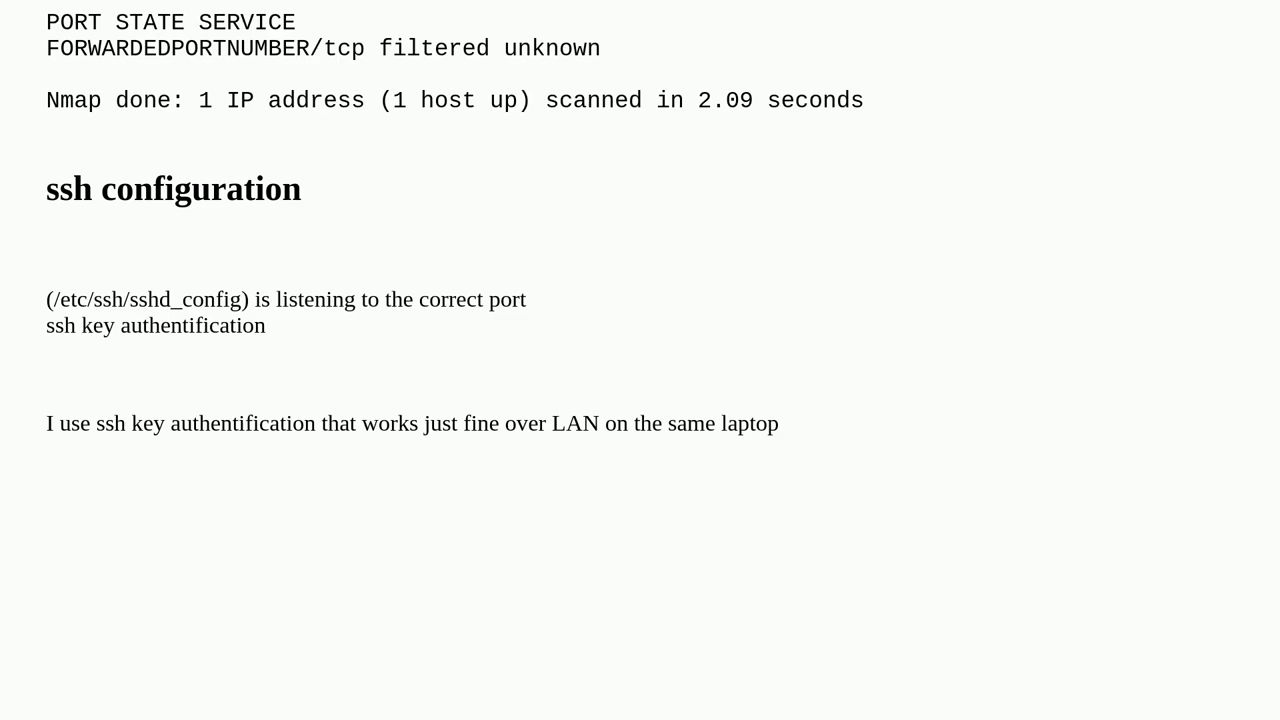 PORT STATE SERVICE
FORWARDEDPORTNUMBER/tcp filtered unknown
Nmap done: 1 IP address (1 host up) scanned in 2.09 seconds
ssh configuration
(/etc/ssh/sshd_config) is listening to the correct port
ssh key authentification
I use ssh key authentification that works just fine over LAN on the same laptop